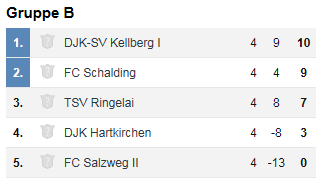 Gruppe B
1. DJK-SV Kellberg I 4 9 10
2. FC Schalding 4 4 9
3. TSV Ringelai 4 8 7
4. DJK Hartkirchen 4 -8 3
5. FC Salzweg II 4 -13 0